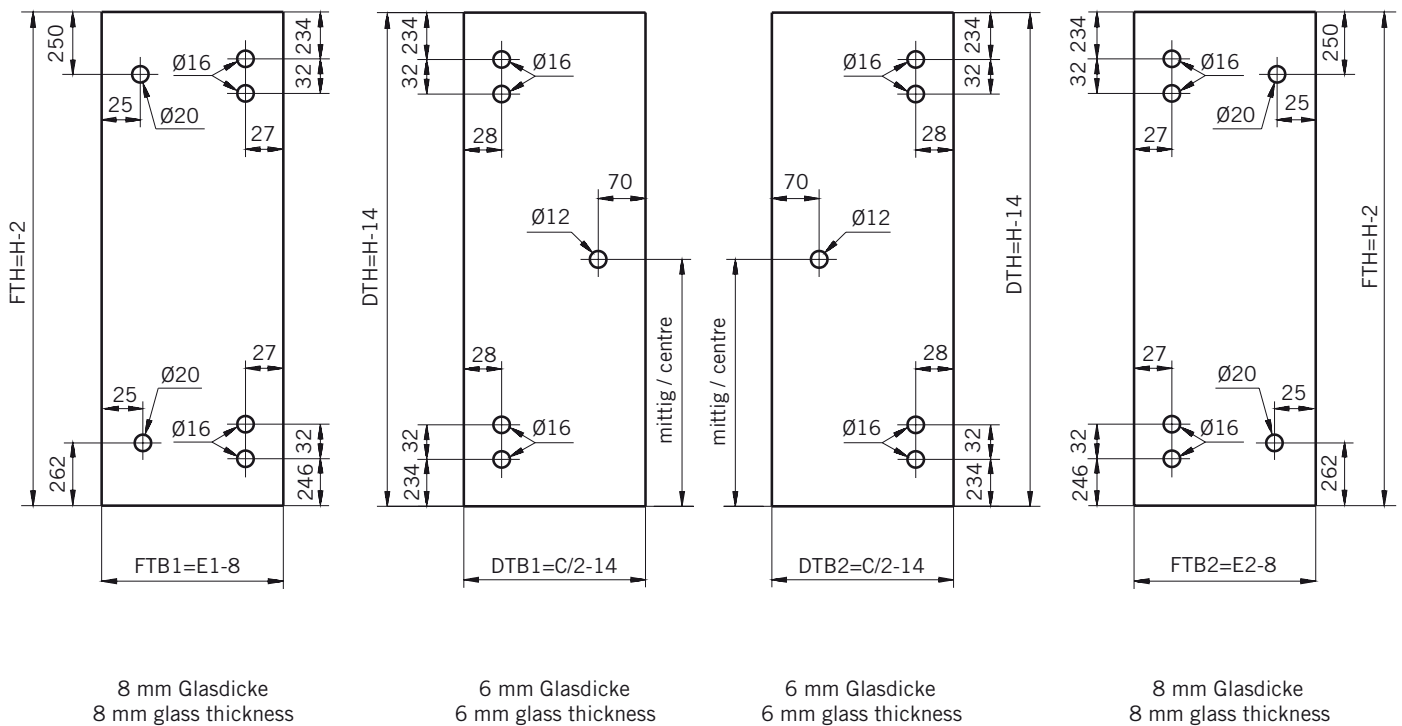 FTH=H-2
250
25
Ø20
Ø16
234
32
27
27
25
Ø20
Ø16
262
32
246
FTB1=E1-8
8 mm Glasdicke
8 mm glass thickness
DTH=H-14
234
32
Ø16
28
70
Ø12
28
Ø16
32
234
mittig / centre
DTB1=C/2-14
6 mm Glasdicke
6 mm glass thickness
234
32
Ø16
28
70
Ø12
DTH=H-14
mittig / centre
28
Ø16
32
234
DTB2=C/2-14
6 mm Glasdicke
6 mm glass thickness
234
32
Ø16
27
Ø20
25
250
FTH=H-2
27
Ø20
25
Ø16
32
246
262
FTB2=E2-8
8 mm Glasdicke
8 mm glass thickness